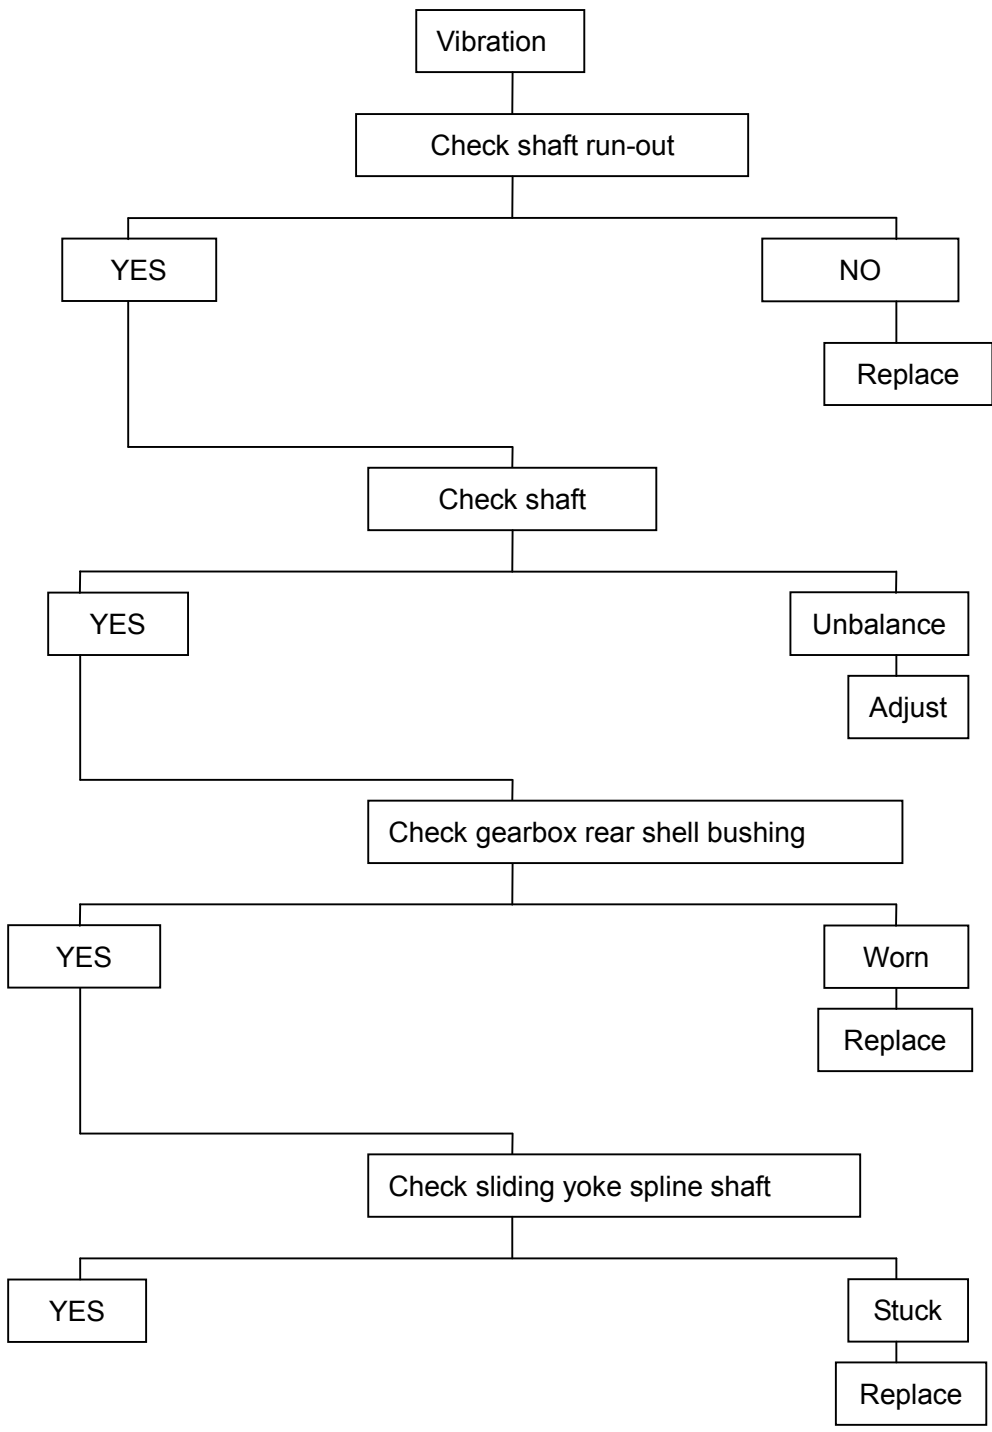 Vibration
Check shaft run-out
YES
NO
Replace
Check shaft
YES
Unbalance
Adjust
Check gearbox rear shell bushing
YES
Worn
Replace
Check sliding yoke spline shaft
YES
Stuck
Replace